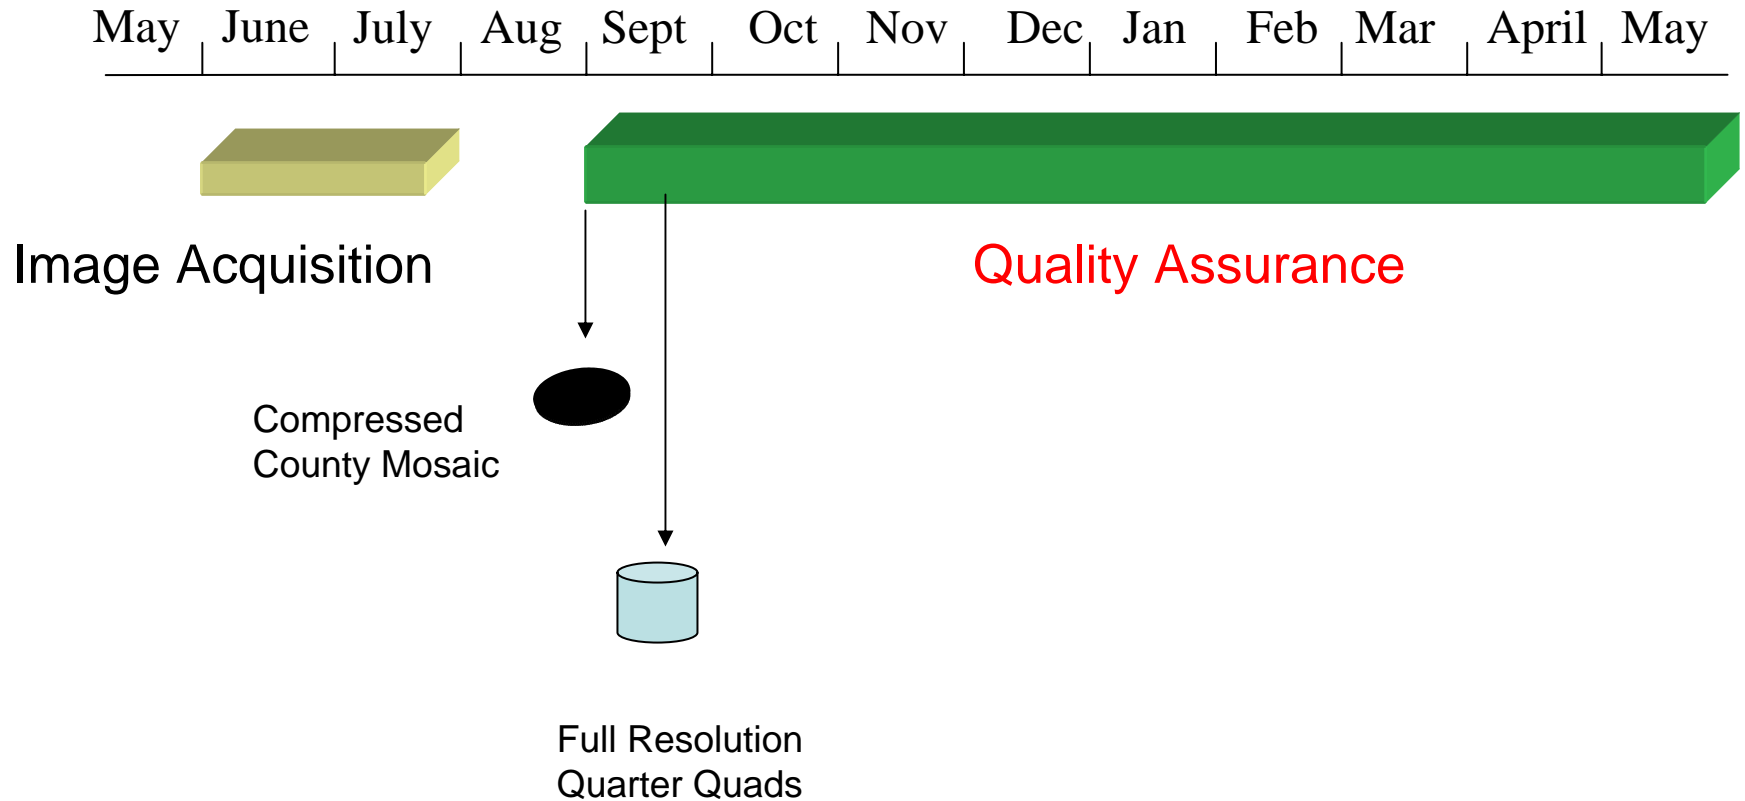 May June July Aug Sept Oct Nov Dec Jan Feb Mar April May
Image Acquisition
Quality Assurance
Compressed
County Mosaic
Full Resolution
Quarter Quads